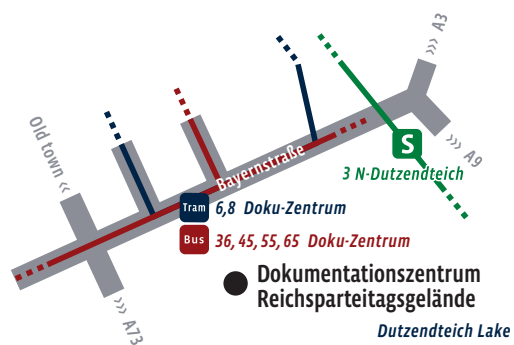 >>> A3
Old town <<
Bayernstraße
S
>>> A9
3 N-Dutzendteich
Tram 6,8 Doku-Zentrum
Bus 36, 45, 55, 65 Doku-Zentrum
Dokumentationszentrum
Reichsparteitagsgelände
>>> A73
Dutzendteich Lake